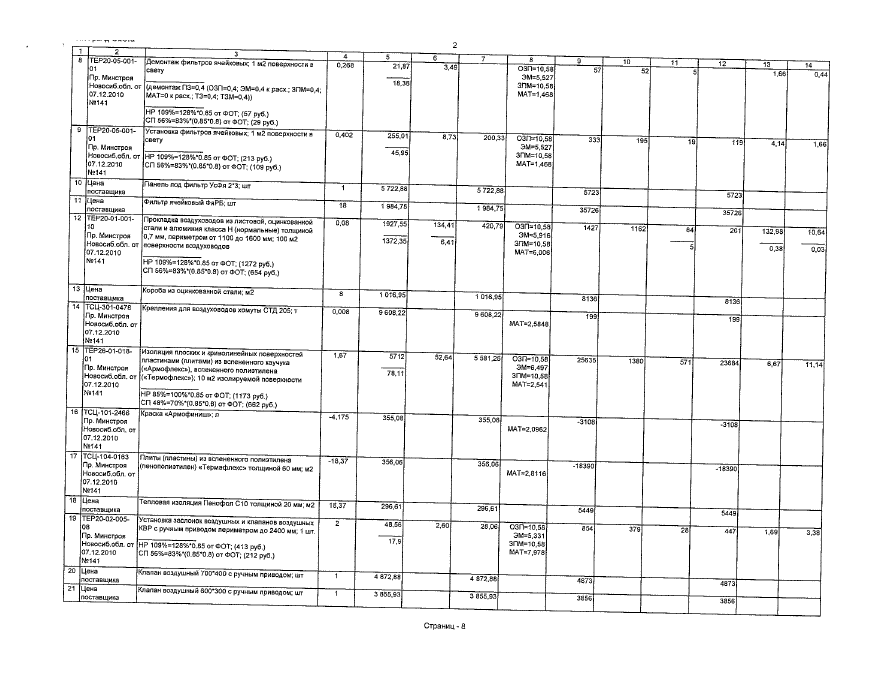 2
1 2 3 4 5 6 7 8 9 10 11 12 13 14
8 ТЕР20-05-001-01 Демонтаж фильтров ячейковых; 1 м2 поверхности в свету 0,268 21,87 3,49 ОЗП=10,58 57 52 5 1,66 0,44
Пр. Минстроя Новосиб.обл. от 07.12.2010 №141
18,36 ЭМ=5,527 ЗПМ=10,58 МАТ=1,468
(демонтаж ПЗ=0,4 (ОЗП=0,4; ЭМ=0,4 к расх.; ЗПМ=0,4; МАТ=0 к расх.; ТЗ=0,4; ТЗМ=0,4))
НР 109%=128%*0.85 от ФОТ; (57 руб.)
СП 56%=83%*(0.85*0.8) от ФОТ; (29 руб.)
9 ТЕР20-05-001-01 Установка фильтров ячейковых; 1 м2 поверхности в свету 0,402 255,01 8,73 200,33 ОЗП=10,58 333 195 19 119 4,14 1,66
Пр. Минстроя Новосиб.обл. от 07.12.2010 №141
45,95 ЭМ=5,527 ЗПМ=10,58 МАТ=1,468
НР 109%=128%*0.85 от ФОТ; (213 руб.)
СП 56%=83%*(0.85*0.8) от ФОТ; (109 руб.)
10 Цена поставщика Панель под фильтр УсФя 2*3; шт 1 5 722,88 5 722,88 5723 5723
11 Цена поставщика Фильтр ячейковый ФяРБ; шт 18 1 984,75 1 984,75 35726 35726
12 ТЕР20-01-001-10 Прокладка воздуховодов из листовой, оцинкованной стали и алюминия класса Н (нормальные) толщиной 0,7 мм, периметром от 1100 до 1600 мм; 100 м2 поверхности воздуховодов 0,08 1927,55 134,41 420,79 ОЗП=10,58 1427 1162 84 261 132,98 10,64
Пр. Минстроя Новосиб.обл. от 07.12.2010 №141
1372,35 6,41 ЭМ=5,916 ЗПМ=10,58 МАТ=6,006 5 0,38 0,03
НР 109%=128%*0.85 от ФОТ; (1272 руб.)
СП 56%=83%*(0.85*0.8) от ФОТ; (654 руб.)
13 Цена поставщика Короба из оцинкованной стали; м2 8 1 016,95 1 016,95 8136 8136
14 ТСЦ-301-0476 Крепления для воздуховодов хомуты СТД 205; т 0,008 9 608,22 9 608,22 МАТ=2,5848 199 199
Пр. Минстроя Новосиб.обл. от 07.12.2010 №141
15 ТЕР26-01-018-01 Изоляция плоских и криволинейных поверхностей пластинами (плитами) из вспененного каучука («Армофлекс»), вспененного полиэтилена («Термофлекс»); 10 м2 изолируемой поверхности 1,67 5712 52,64 5 581,26 ОЗП=10,58 25635 1380 571 23684 6,67 11,14
Пр. Минстроя Новосиб.обл. от 07.12.2010 №141
78,11 ЭМ=6,497 ЗПМ=10,58 МАТ=2,541
НР 85%=100%*0.85 от ФОТ; (1173 руб.)
СП 48%=70%*(0.85*0.8) от ФОТ; (662 руб.)
16 ТСЦ-101-2466 Краска «Армофиниш»; л -4,175 355,08 355,08 МАТ=2,0962 -3108 -3108
Пр. Минстроя Новосиб.обл. от 07.12.2010 №141
17 ТСЦ-104-0163 Плиты (пластины) из вспененного полиэтилена (пенополиэтилен) «Термафлекс» толщиной 60 мм; м2 -18,37 356,06 356,06 МАТ=2,8116 -18390 -18390
Пр. Минстроя Новосиб.обл. от 07.12.2010 №141
18 Цена поставщика Тепловая изоляция Пенофол С10 толщиной 20 мм; м2 18,37 296,61 296,61 5449 5449
19 ТЕР20-02-005-08 Установка заслонок воздушных и клапанов воздушных КВР с ручным приводом периметром до 2400 мм; 1 шт. 2 48,56 2,60 28,06 ОЗП=10,58 854 379 28 447 1,69 3,38
Пр. Минстроя Новосиб.обл. от 07.12.2010 №141
17,9 ЭМ=5,331 ЗПМ=10,58 МАТ=7,978
НР 109%=128%*0.85 от ФОТ; (413 руб.)
СП 56%=83%*(0.85*0.8) от ФОТ; (212 руб.)
20 Цена поставщика Клапан воздушный 700*400 с ручным приводом; шт 1 4 872,88 4 872,88 4873 4873
21 Цена поставщика Клапан воздушный 600*300 с ручным приводом; шт 1 3 855,93 3 855,93 3856 3856
Страниц - 8